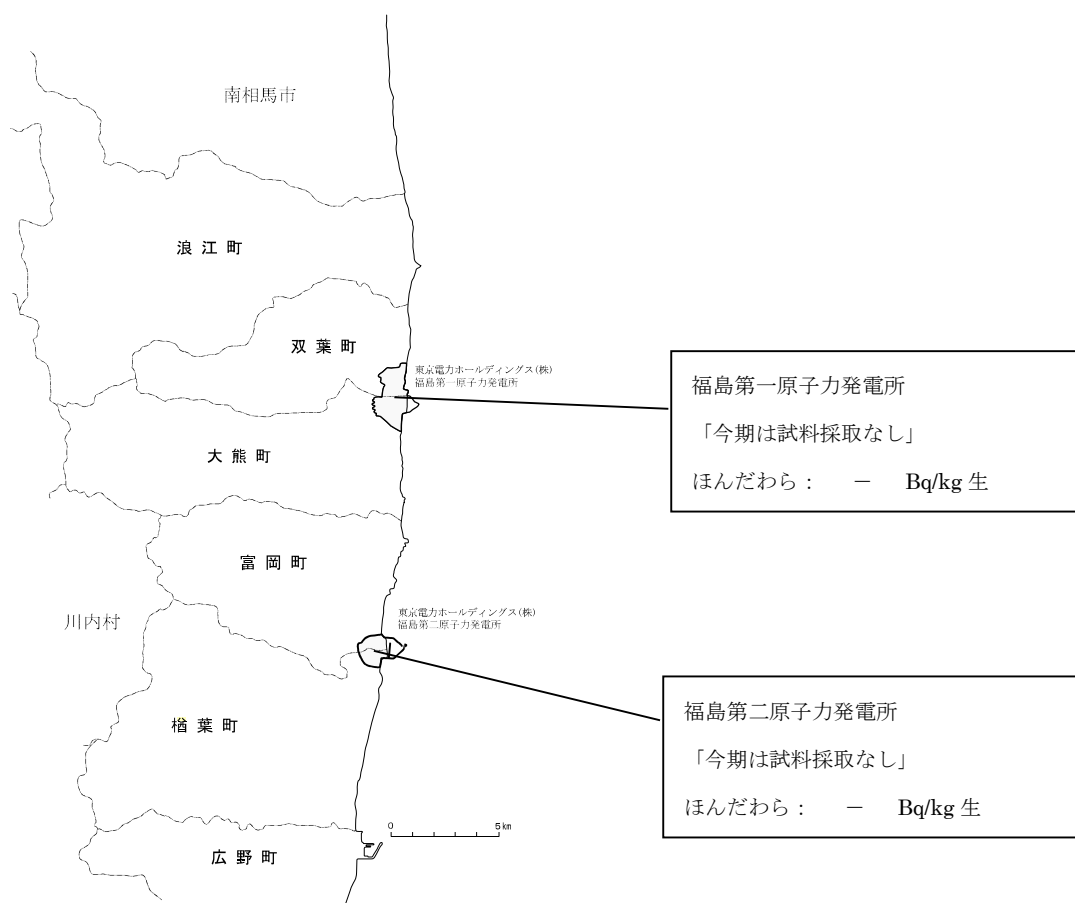 南相馬市
浪江町
双葉町
東京電力ホールディングス(株)
福島第一原子力発電所
福島第一原子力発電所
「今期は試料採取なし」
ほんだわら： － Bq/kg 生
大熊町
富岡町
東京電力ホールディングス(株)
福島第二原子力発電所
川内村
福島第二原子力発電所
「今期は試料採取なし」
ほんだわら： － Bq/kg 生
楢葉町
0 5km
広野町